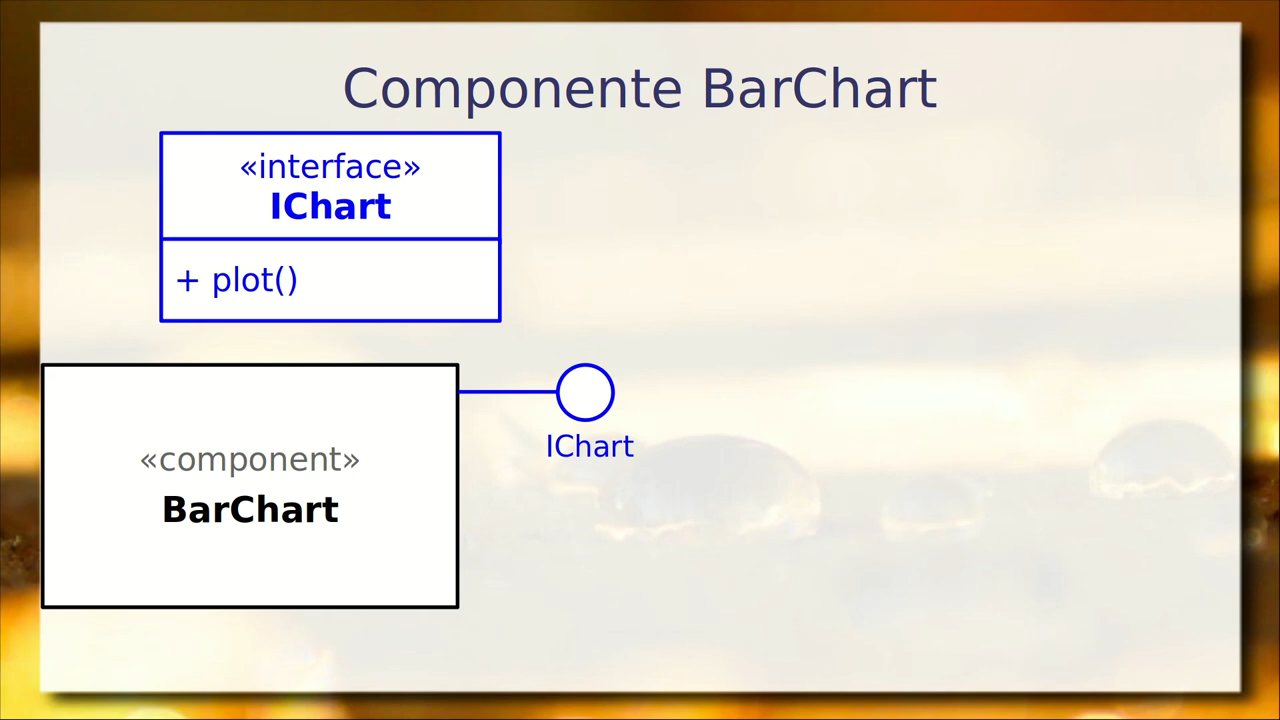 Componente BarChart
«interface»
IChart
+ plot()
IChart
«component»
BarChart